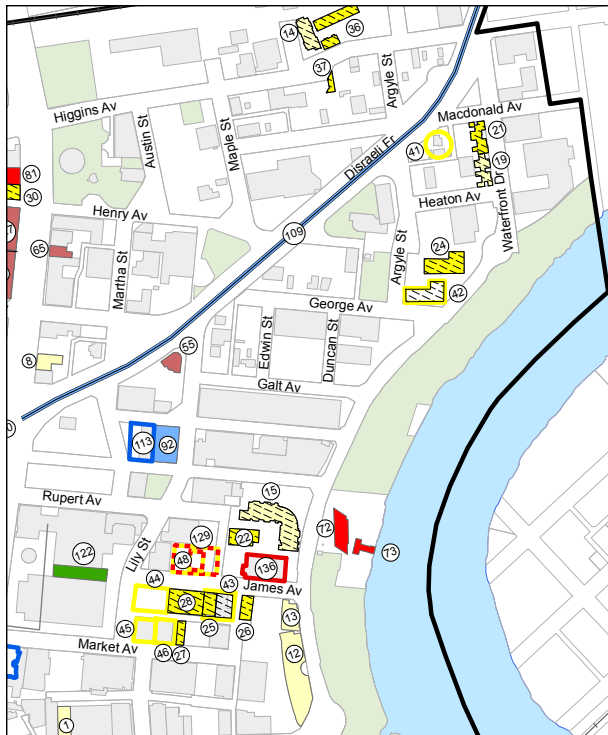 14
36
37
Higgins Av
Austin St
Maple St
Argyle St
Disraeli Fr
Macdonald Av
41
21
19
81
30
Henry Av
Heaton Av
Waterfront Dr
65
Martha St
109
Argyle St
24
42
George Av
Edwin St
Duncan St
8
55
Galt Av
113
92
Rupert Av
15
72
73
Lily St
129
22
48
136
122
44
43
James Av
28
45
25
26
13
Market Av
46
27
12
1